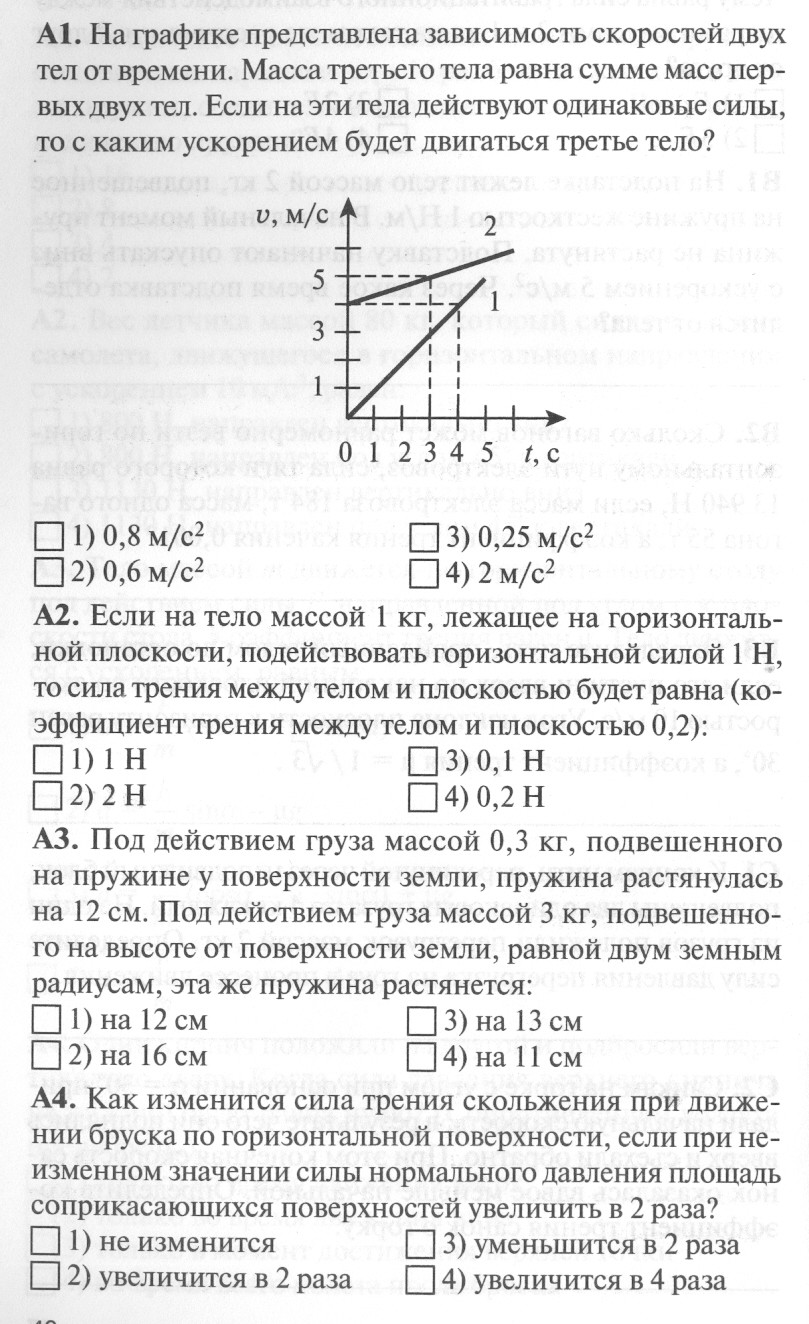 А1. На графике представлена зависимость скоростей двух
тел от времени. Масса третьего тела равна сумме масс пер-
вых двух тел. Если на эти тела действуют одинаковые силы,
то с каким ускорением будет двигаться третье тело?
υ, м/с
2
5
1
3
1
0 1 2 3 4 5 t, с
1) 0,8 м/с²
3) 0,25 м/с²
2) 0,6 м/с²
4) 2 м/с²
А2. Если на тело массой 1 кг, лежащее на горизонталь-
ной плоскости, подействовать горизонтальной силой 1 Н,
то сила трения между телом и плоскостью будет равна (ко-
эффициент трения между телом и плоскостью 0,2):
1) 1 Н
3) 0,1 Н
2) 2 Н
4) 0,2 Н
А3. Под действием груза массой 0,3 кг, подвешенного
на пружине у поверхности земли, пружина растянулась
на 12 см. Под действием груза массой 3 кг, подвешенно-
го на высоте от поверхности земли, равной двум земным
радиусам, эта же пружина растянется:
1) на 12 см
3) на 13 см
2) на 16 см
4) на 11 см
А4. Как изменится сила трения скольжения при движе-
нии бруска по горизонтальной поверхности, если при не-
изменном значении силы нормального давления площадь
соприкасающихся поверхностей увеличить в 2 раза?
1) не изменится
3) уменьшится в 2 раза
2) увеличится в 2 раза
4) увеличится в 4 раза